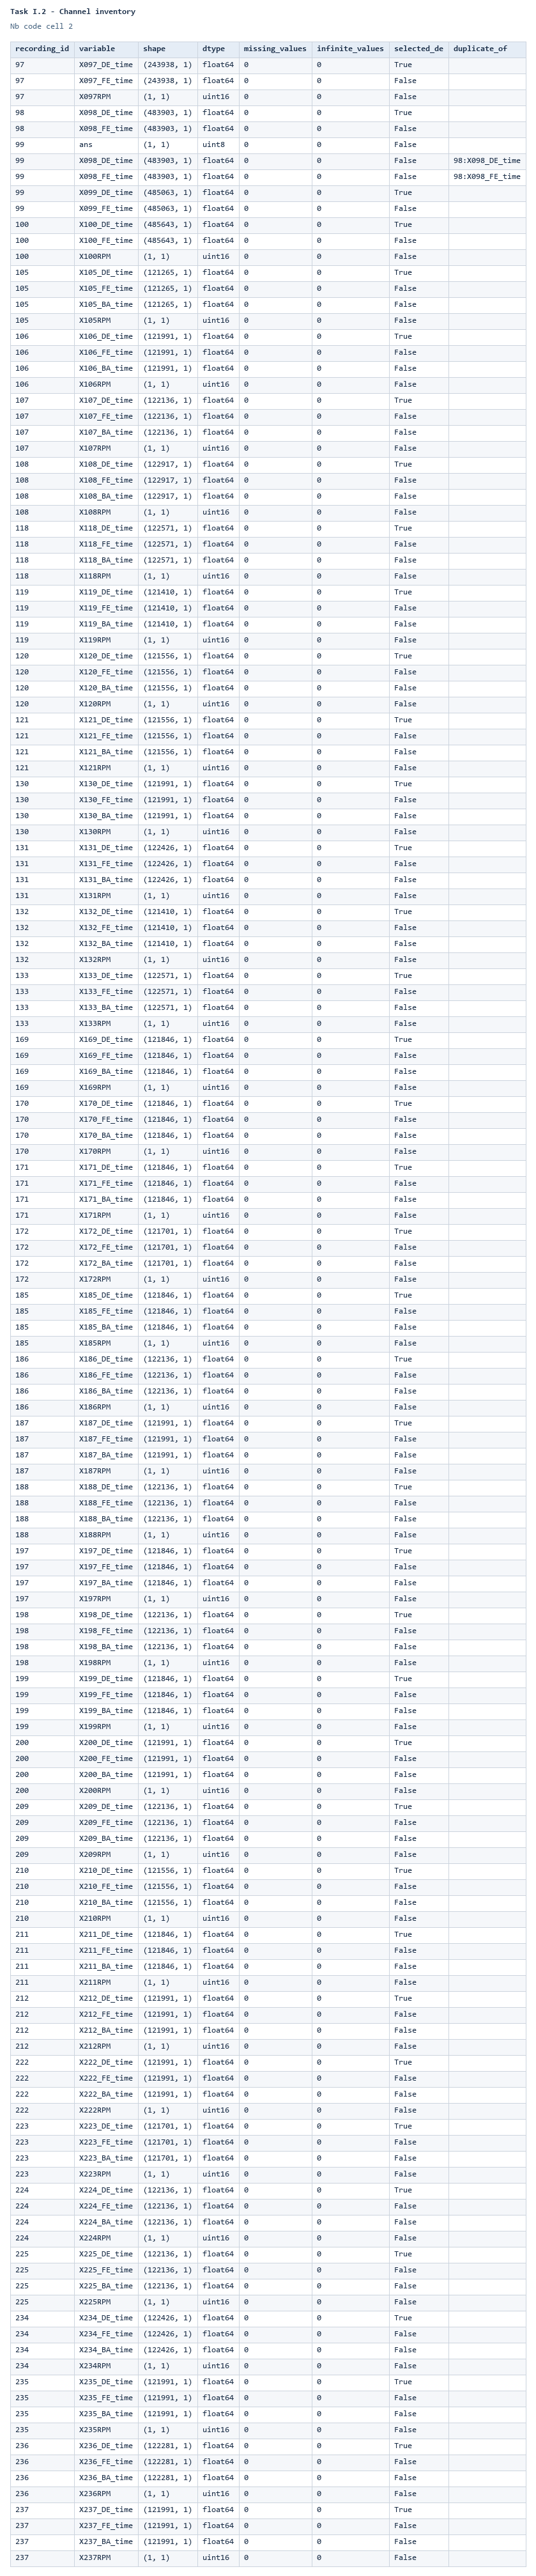 Task I.2 - Channel inventory
Nb code cell 2
recording_id variable shape dtype missing_values infinite_values selected_de duplicate_of
97 X097_DE_time (243938, 1) float64 0 0 True
97 X097_FE_time (243938, 1) float64 0 0 False
97 X097RPM (1, 1) uint16 0 0 False
98 X098_DE_time (483903, 1) float64 0 0 True
98 X098_FE_time (483903, 1) float64 0 0 False
99 ans (1, 1) uint8 0 0 False
99 X098_DE_time (483903, 1) float64 0 0 False 98:X098_DE_time
99 X098_FE_time (483903, 1) float64 0 0 False 98:X098_FE_time
99 X099_DE_time (485063, 1) float64 0 0 True
99 X099_FE_time (485063, 1) float64 0 0 False
100 X100_DE_time (485643, 1) float64 0 0 True
100 X100_FE_time (485643, 1) float64 0 0 False
100 X100RPM (1, 1) uint16 0 0 False
105 X105_DE_time (121265, 1) float64 0 0 True
105 X105_FE_time (121265, 1) float64 0 0 False
105 X105_BA_time (121265, 1) float64 0 0 False
105 X105RPM (1, 1) uint16 0 0 False
106 X106_DE_time (121991, 1) float64 0 0 True
106 X106_FE_time (121991, 1) float64 0 0 False
106 X106_BA_time (121991, 1) float64 0 0 False
106 X106RPM (1, 1) uint16 0 0 False
107 X107_DE_time (122136, 1) float64 0 0 True
107 X107_FE_time (122136, 1) float64 0 0 False
107 X107_BA_time (122136, 1) float64 0 0 False
107 X107RPM (1, 1) uint16 0 0 False
108 X108_DE_time (122917, 1) float64 0 0 True
108 X108_FE_time (122917, 1) float64 0 0 False
108 X108_BA_time (122917, 1) float64 0 0 False
108 X108RPM (1, 1) uint16 0 0 False
118 X118_DE_time (122571, 1) float64 0 0 True
118 X118_FE_time (122571, 1) float64 0 0 False
118 X118_BA_time (122571, 1) float64 0 0 False
118 X118RPM (1, 1) uint16 0 0 False
119 X119_DE_time (121410, 1) float64 0 0 True
119 X119_FE_time (121410, 1) float64 0 0 False
119 X119_BA_time (121410, 1) float64 0 0 False
119 X119RPM (1, 1) uint16 0 0 False
120 X120_DE_time (121556, 1) float64 0 0 True
120 X120_FE_time (121556, 1) float64 0 0 False
120 X120_BA_time (121556, 1) float64 0 0 False
120 X120RPM (1, 1) uint16 0 0 False
121 X121_DE_time (121556, 1) float64 0 0 True
121 X121_FE_time (121556, 1) float64 0 0 False
121 X121_BA_time (121556, 1) float64 0 0 False
121 X121RPM (1, 1) uint16 0 0 False
130 X130_DE_time (121991, 1) float64 0 0 True
130 X130_FE_time (121991, 1) float64 0 0 False
130 X130_BA_time (121991, 1) float64 0 0 False
130 X130RPM (1, 1) uint16 0 0 False
131 X131_DE_time (122426, 1) float64 0 0 True
131 X131_FE_time (122426, 1) float64 0 0 False
131 X131_BA_time (122426, 1) float64 0 0 False
131 X131RPM (1, 1) uint16 0 0 False
132 X132_DE_time (121410, 1) float64 0 0 True
132 X132_FE_time (121410, 1) float64 0 0 False
132 X132_BA_time (121410, 1) float64 0 0 False
132 X132RPM (1, 1) uint16 0 0 False
133 X133_DE_time (122571, 1) float64 0 0 True
133 X133_FE_time (122571, 1) float64 0 0 False
133 X133_BA_time (122571, 1) float64 0 0 False
133 X133RPM (1, 1) uint16 0 0 False
169 X169_DE_time (121846, 1) float64 0 0 True
169 X169_FE_time (121846, 1) float64 0 0 False
169 X169_BA_time (121846, 1) float64 0 0 False
169 X169RPM (1, 1) uint16 0 0 False
170 X170_DE_time (121846, 1) float64 0 0 True
170 X170_FE_time (121846, 1) float64 0 0 False
170 X170_BA_time (121846, 1) float64 0 0 False
170 X170RPM (1, 1) uint16 0 0 False
171 X171_DE_time (121846, 1) float64 0 0 True
171 X171_FE_time (121846, 1) float64 0 0 False
171 X171_BA_time (121846, 1) float64 0 0 False
171 X171RPM (1, 1) uint16 0 0 False
172 X172_DE_time (121701, 1) float64 0 0 True
172 X172_FE_time (121701, 1) float64 0 0 False
172 X172_BA_time (121701, 1) float64 0 0 False
172 X172RPM (1, 1) uint16 0 0 False
185 X185_DE_time (121846, 1) float64 0 0 True
185 X185_FE_time (121846, 1) float64 0 0 False
185 X185_BA_time (121846, 1) float64 0 0 False
185 X185RPM (1, 1) uint16 0 0 False
186 X186_DE_time (122136, 1) float64 0 0 True
186 X186_FE_time (122136, 1) float64 0 0 False
186 X186_BA_time (122136, 1) float64 0 0 False
186 X186RPM (1, 1) uint16 0 0 False
187 X187_DE_time (121991, 1) float64 0 0 True
187 X187_FE_time (121991, 1) float64 0 0 False
187 X187_BA_time (121991, 1) float64 0 0 False
187 X187RPM (1, 1) uint16 0 0 False
188 X188_DE_time (122136, 1) float64 0 0 True
188 X188_FE_time (122136, 1) float64 0 0 False
188 X188_BA_time (122136, 1) float64 0 0 False
188 X188RPM (1, 1) uint16 0 0 False
197 X197_DE_time (121846, 1) float64 0 0 True
197 X197_FE_time (121846, 1) float64 0 0 False
197 X197_BA_time (121846, 1) float64 0 0 False
197 X197RPM (1, 1) uint16 0 0 False
198 X198_DE_time (122136, 1) float64 0 0 True
198 X198_FE_time (122136, 1) float64 0 0 False
198 X198_BA_time (122136, 1) float64 0 0 False
198 X198RPM (1, 1) uint16 0 0 False
199 X199_DE_time (121846, 1) float64 0 0 True
199 X199_FE_time (121846, 1) float64 0 0 False
199 X199_BA_time (121846, 1) float64 0 0 False
199 X199RPM (1, 1) uint16 0 0 False
200 X200_DE_time (121991, 1) float64 0 0 True
200 X200_FE_time (121991, 1) float64 0 0 False
200 X200_BA_time (121991, 1) float64 0 0 False
200 X200RPM (1, 1) uint16 0 0 False
209 X209_DE_time (122136, 1) float64 0 0 True
209 X209_FE_time (122136, 1) float64 0 0 False
209 X209_BA_time (122136, 1) float64 0 0 False
209 X209RPM (1, 1) uint16 0 0 False
210 X210_DE_time (121556, 1) float64 0 0 True
210 X210_FE_time (121556, 1) float64 0 0 False
210 X210_BA_time (121556, 1) float64 0 0 False
210 X210RPM (1, 1) uint16 0 0 False
211 X211_DE_time (121846, 1) float64 0 0 True
211 X211_FE_time (121846, 1) float64 0 0 False
211 X211_BA_time (121846, 1) float64 0 0 False
211 X211RPM (1, 1) uint16 0 0 False
212 X212_DE_time (121991, 1) float64 0 0 True
212 X212_FE_time (121991, 1) float64 0 0 False
212 X212_BA_time (121991, 1) float64 0 0 False
212 X212RPM (1, 1) uint16 0 0 False
222 X222_DE_time (121991, 1) float64 0 0 True
222 X222_FE_time (121991, 1) float64 0 0 False
222 X222_BA_time (121991, 1) float64 0 0 False
222 X222RPM (1, 1) uint16 0 0 False
223 X223_DE_time (121701, 1) float64 0 0 True
223 X223_FE_time (121701, 1) float64 0 0 False
223 X223_BA_time (121701, 1) float64 0 0 False
223 X223RPM (1, 1) uint16 0 0 False
224 X224_DE_time (122136, 1) float64 0 0 True
224 X224_FE_time (122136, 1) float64 0 0 False
224 X224_BA_time (122136, 1) float64 0 0 False
224 X224RPM (1, 1) uint16 0 0 False
225 X225_DE_time (122136, 1) float64 0 0 True
225 X225_FE_time (122136, 1) float64 0 0 False
225 X225_BA_time (122136, 1) float64 0 0 False
225 X225RPM (1, 1) uint16 0 0 False
234 X234_DE_time (122426, 1) float64 0 0 True
234 X234_FE_time (122426, 1) float64 0 0 False
234 X234_BA_time (122426, 1) float64 0 0 False
234 X234RPM (1, 1) uint16 0 0 False
235 X235_DE_time (121991, 1) float64 0 0 True
235 X235_FE_time (121991, 1) float64 0 0 False
235 X235_BA_time (121991, 1) float64 0 0 False
235 X235RPM (1, 1) uint16 0 0 False
236 X236_DE_time (122281, 1) float64 0 0 True
236 X236_FE_time (122281, 1) float64 0 0 False
236 X236_BA_time (122281, 1) float64 0 0 False
236 X236RPM (1, 1) uint16 0 0 False
237 X237_DE_time (121991, 1) float64 0 0 True
237 X237_FE_time (121991, 1) float64 0 0 False
237 X237_BA_time (121991, 1) float64 0 0 False
237 X237RPM (1, 1) uint16 0 0 False